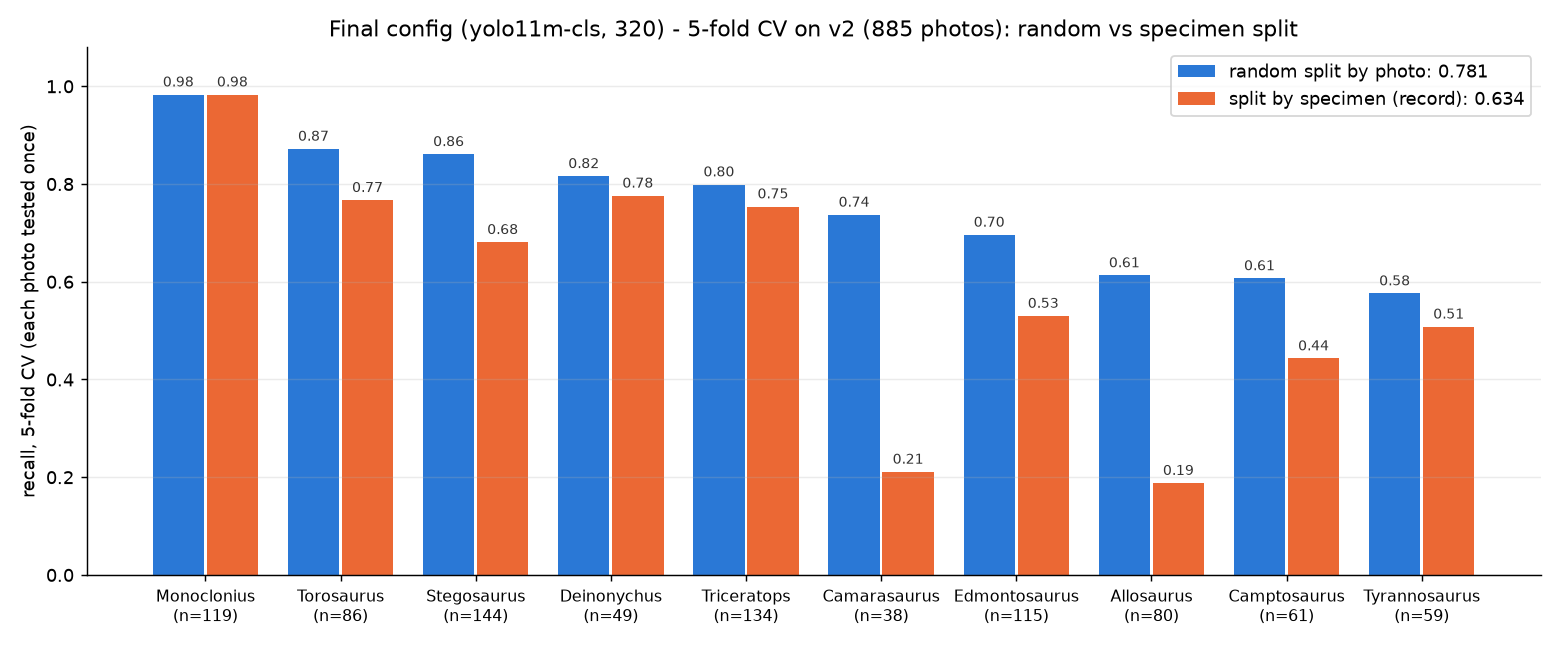 Final config (yolo11m-cls, 320) - 5-fold CV on v2 (885 photos): random vs specimen split
random split by photo: 0.781
split by specimen (record): 0.634
recall, 5-fold CV (each photo tested once)
1.0
0.8
0.6
0.4
0.2
0.0
0.98 0.98
0.87 0.77
0.86 0.68
0.82 0.78
0.80 0.75
0.74 0.21
0.70 0.53
0.61 0.19
0.61 0.44
0.58 0.51
Monoclonius Torosaurus Stegosaurus Deinonychus Triceratops Camarasaurus Edmontosaurus Allosaurus Camptosaurus Tyrannosaurus
(n=119) (n=86) (n=144) (n=49) (n=134) (n=38) (n=115) (n=80) (n=61) (n=59)